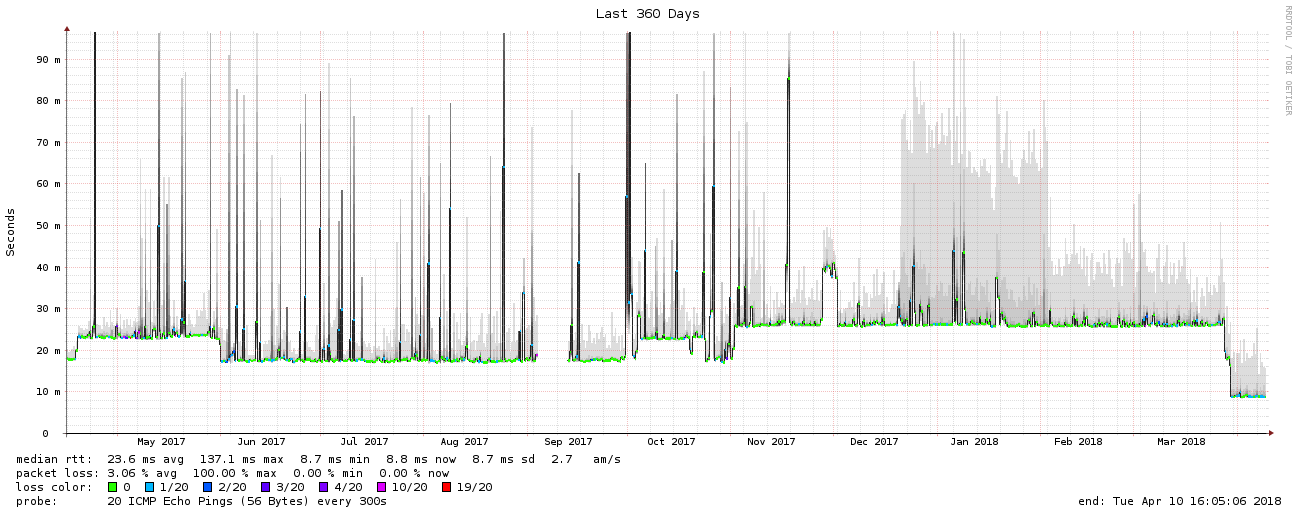 Last 360 Days
RRDTOOL / TOBI OETIKER
Seconds
90 m
80 m
70 m
60 m
50 m
40 m
30 m
20 m
10 m
0
May 2017 Jun 2017 Jul 2017 Aug 2017 Sep 2017 Oct 2017 Nov 2017 Dec 2017 Jan 2018 Feb 2018 Mar 2018
median rtt: 23.6 ms avg 137.1 ms max 8.7 ms min 8.8 ms now 8.7 ms sd 2.7 am/s
packet loss: 3.06 % avg 100.00 % max 0.00 % min 0.00 % now
loss color: 0 1/20 2/20 3/20 4/20 10/20 19/20
probe: 20 ICMP Echo Pings (56 Bytes) every 300s end: Tue Apr 10 16:05:06 2018